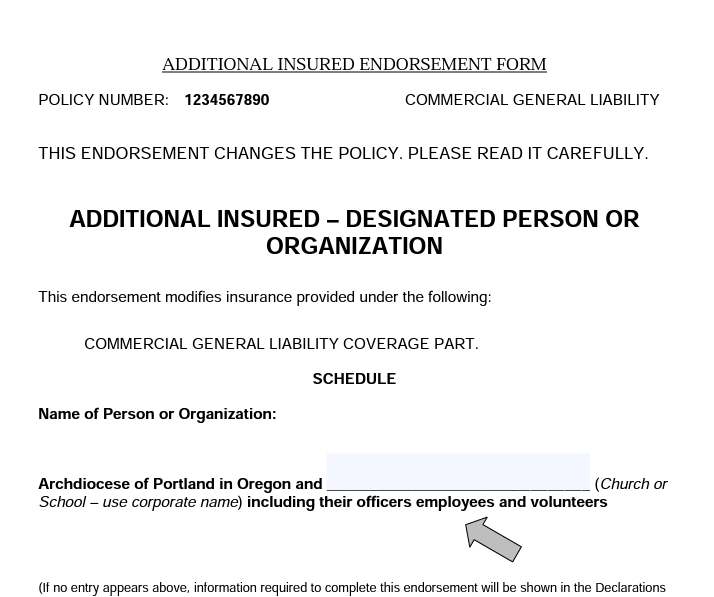 ADDITIONAL INSURED ENDORSEMENT FORM
POLICY NUMBER: 1234567890 COMMERCIAL GENERAL LIABILITY
THIS ENDORSEMENT CHANGES THE POLICY. PLEASE READ IT CAREFULLY.
ADDITIONAL INSURED – DESIGNATED PERSON OR
ORGANIZATION
This endorsement modifies insurance provided under the following:
COMMERCIAL GENERAL LIABILITY COVERAGE PART.
SCHEDULE
Name of Person or Organization:
Archdiocese of Portland in Oregon and ________________________________ (Church or
School – use corporate name) including their officers employees and volunteers
(If no entry appears above, information required to complete this endorsement will be shown in the Declarations